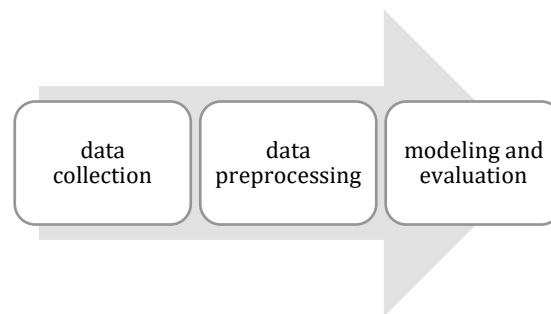 data
collection
data
preprocessing
modeling and
evaluation